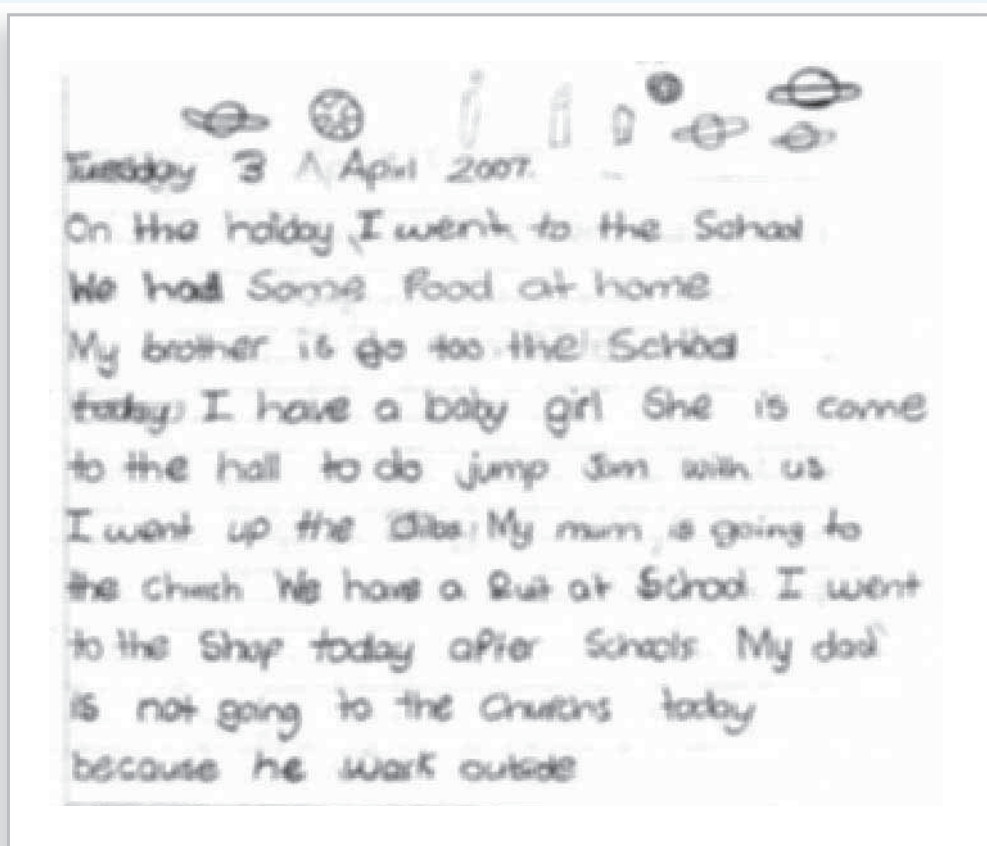 Tuesday 3 April 2007.
On the holiday I went to the School
We had Some Food at home
My brother is go too the School
today I have a baby girl She is come
to the hall to do jump Jim with us
I went up the My mum is going to
the Church We have a at School I went
to the Shop today after Schools My dad
is not going to the Churchs today
because he work outside